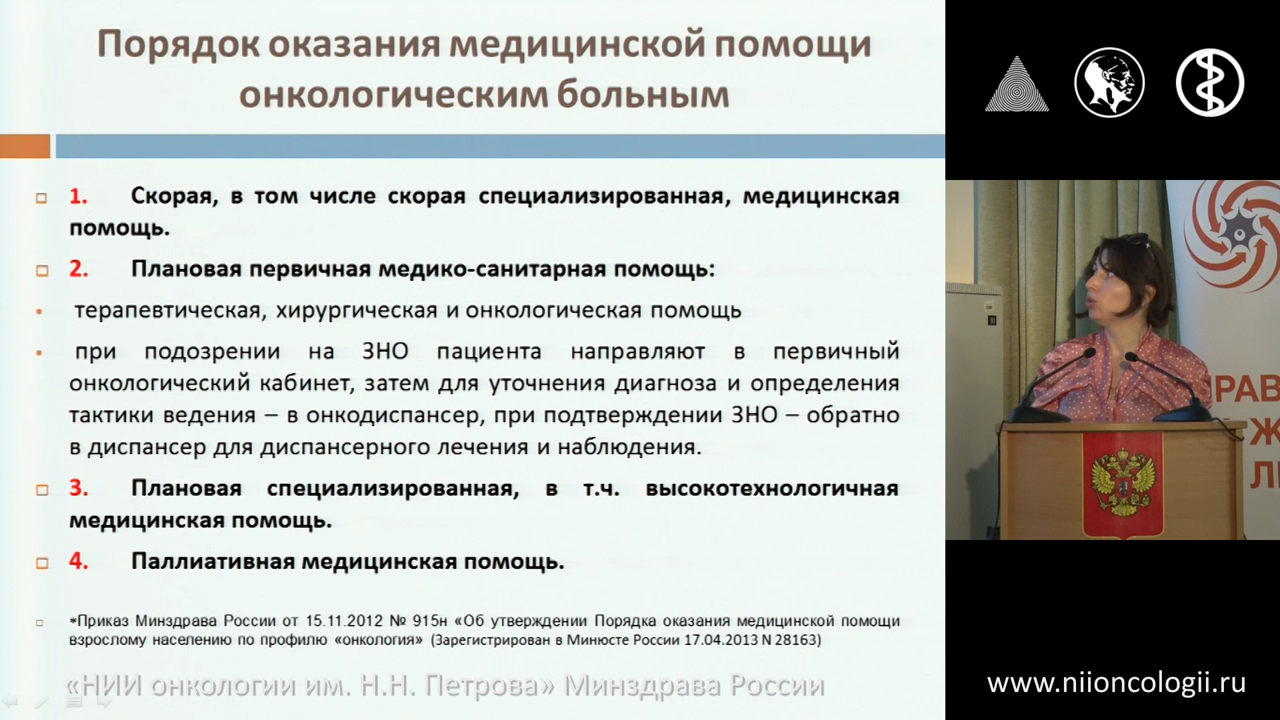 Порядок оказания медицинской помощи
онкологическим больным
1. Скорая, в том числе скорая специализированная, медицинская
помощь.
2. Плановая первичная медико-санитарная помощь:
терапевтическая, хирургическая и онкологическая помощь
при подозрении на ЗНО пациента направляют в первичный
онкологический кабинет, затем для уточнения диагноза и определения
тактики ведения – в онкодиспансер, при подтверждении ЗНО – обратно
в диспансер для диспансерного лечения и наблюдения.
3. Плановая специализированная, в т.ч. высокотехнологичная
медицинская помощь.
4. Паллиативная медицинская помощь.
*Приказ Минздрава России от 15.11.2012 № 915н «Об утверждении Порядка оказания медицинской помощи
взрослому населению по профилю «онкология» (Зарегистрирован в Минюсте России 17.04.2013 N 28163)
«НИИ онкологии им. Н.Н. Петрова» Минздрава России
РАВ
Ж
Л
www.niioncologii.ru